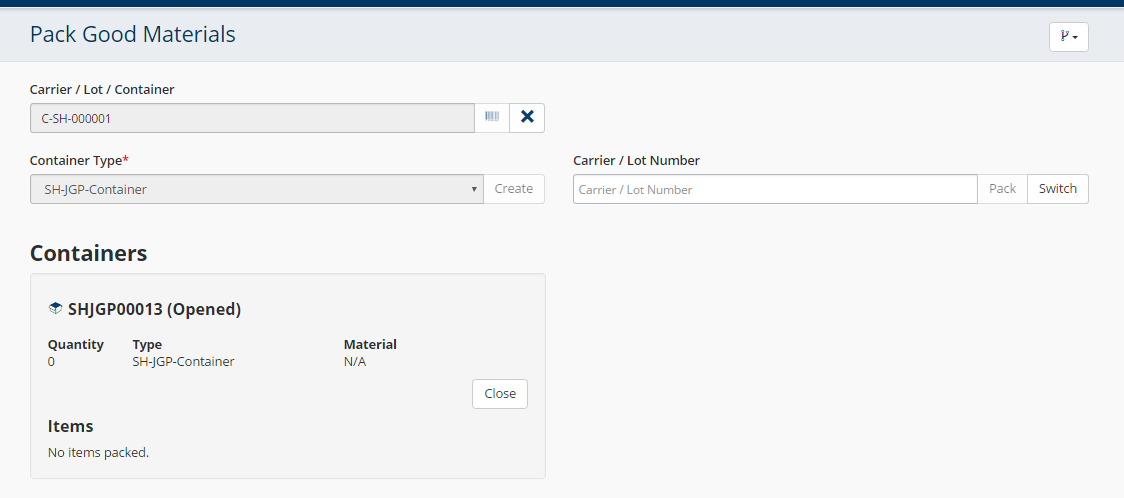 Pack Good Materials
Carrier / Lot / Container
C-SH-000001
Container Type* Carrier / Lot Number
SH-JGP-Container Create Carrier / Lot Number Pack Switch
Containers
SHJGP00013 (Opened)
Quantity Type Material
0 SH-JGP-Container N/A
Close
Items
No items packed.